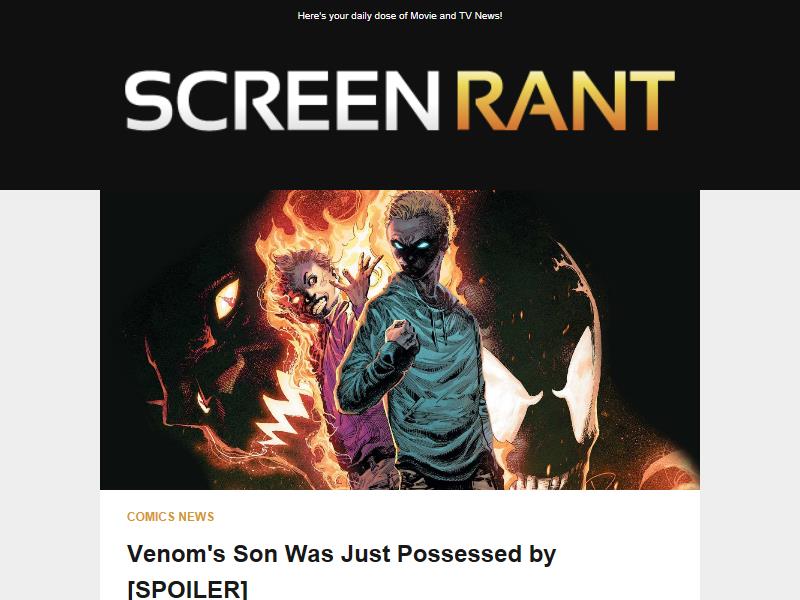 Here's your daily dose of Movie and TV News!
SCREEN RANT
COMICS NEWS
Venom's Son Was Just Possessed by
[SPOILER]